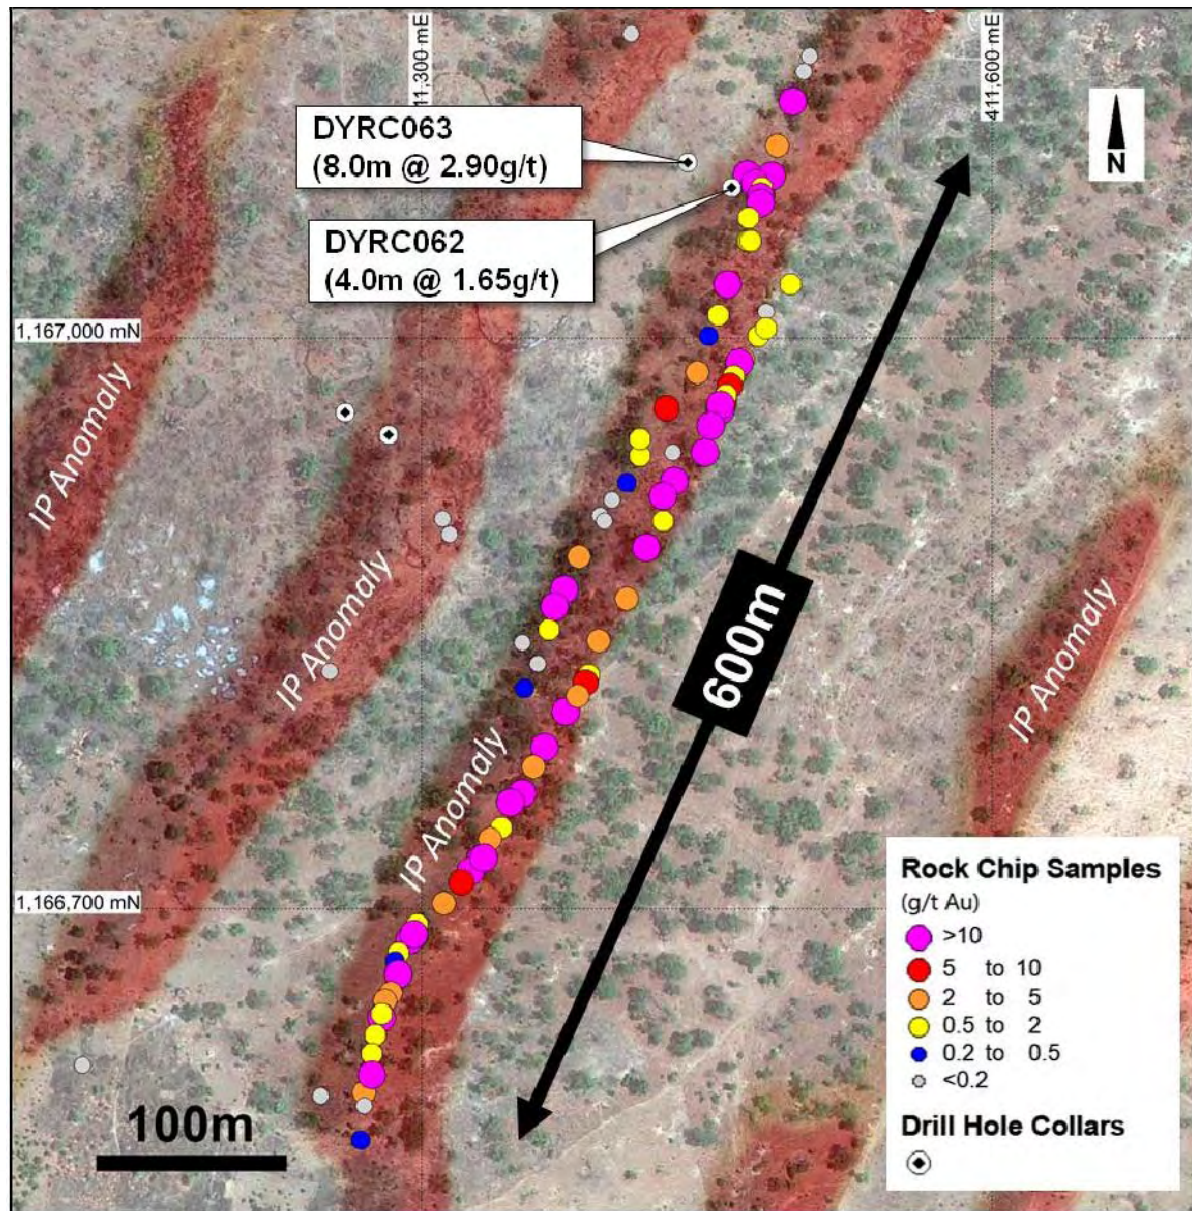 11,300 mE
411,600 mE
DYRC063
(8.0m @ 2.90g/t)
N
DYRC062
(4.0m @ 1.65g/t)
1,167,000 mN
IP Anomaly
IP Anomaly
IP Anomaly
IP Anomaly
600m
1,166,700 mN
Rock Chip Samples
(g/t Au)
>10
5 to 10
2 to 5
0.5 to 2
0.2 to 0.5
<0.2
Drill Hole Collars
100m